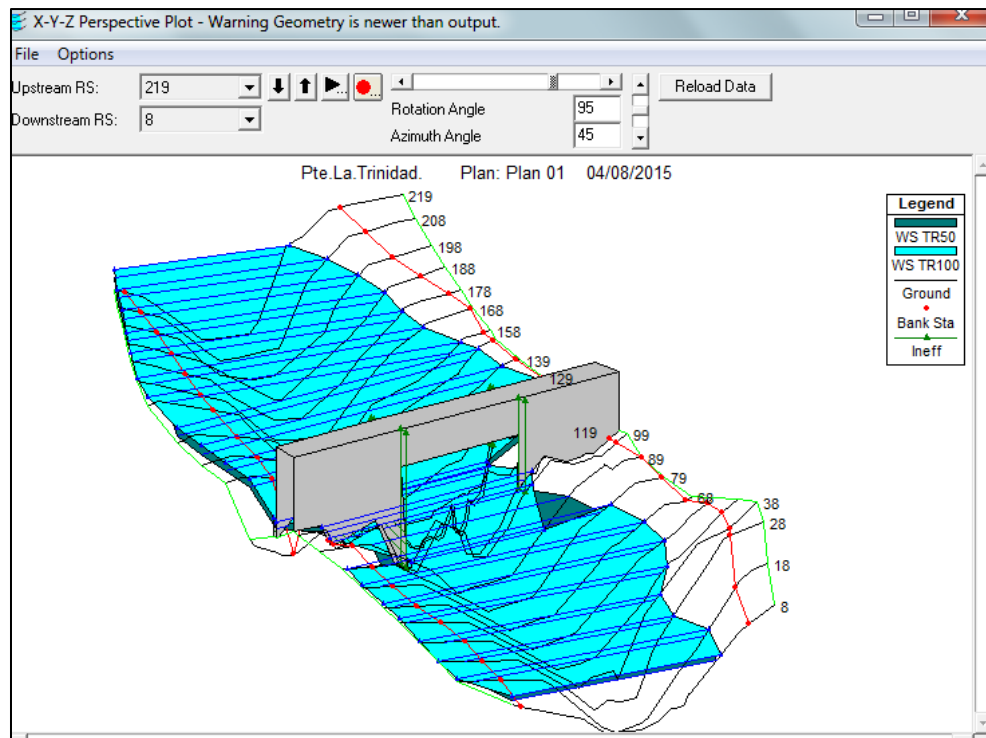 X-Y-Z Perspective Plot - Warning Geometry is newer than output.
File Options
Upstream RS: 219
Downstream RS: 8
Rotation Angle 95
Azimuth Angle 45
Reload Data
Pte.La.Trinidad. Plan: Plan 01 04/08/2015
Legend
WS TR50
WS TR100
Ground
Bank Sta
Ineff
219
208
198
188
178
168
158
139
129
119
99
89
79
68
38
28
18
8